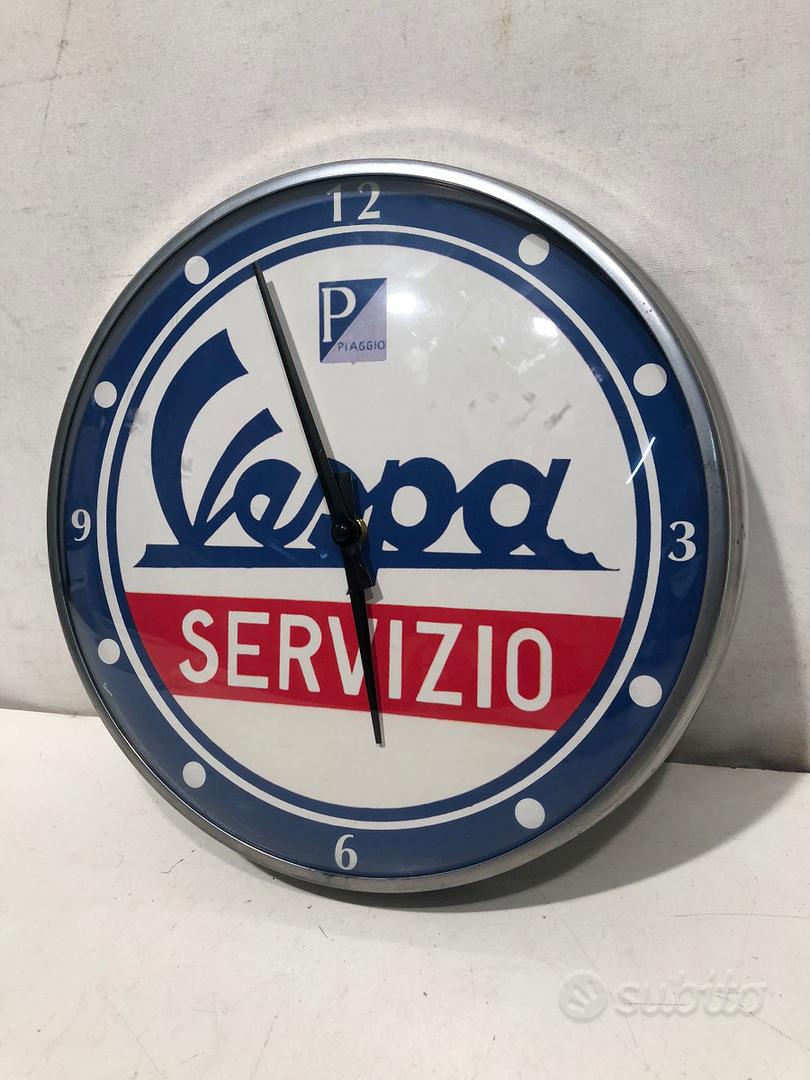 12
P
PIAGGIO
Vespa
9
3
SERVIZIO
6
subito